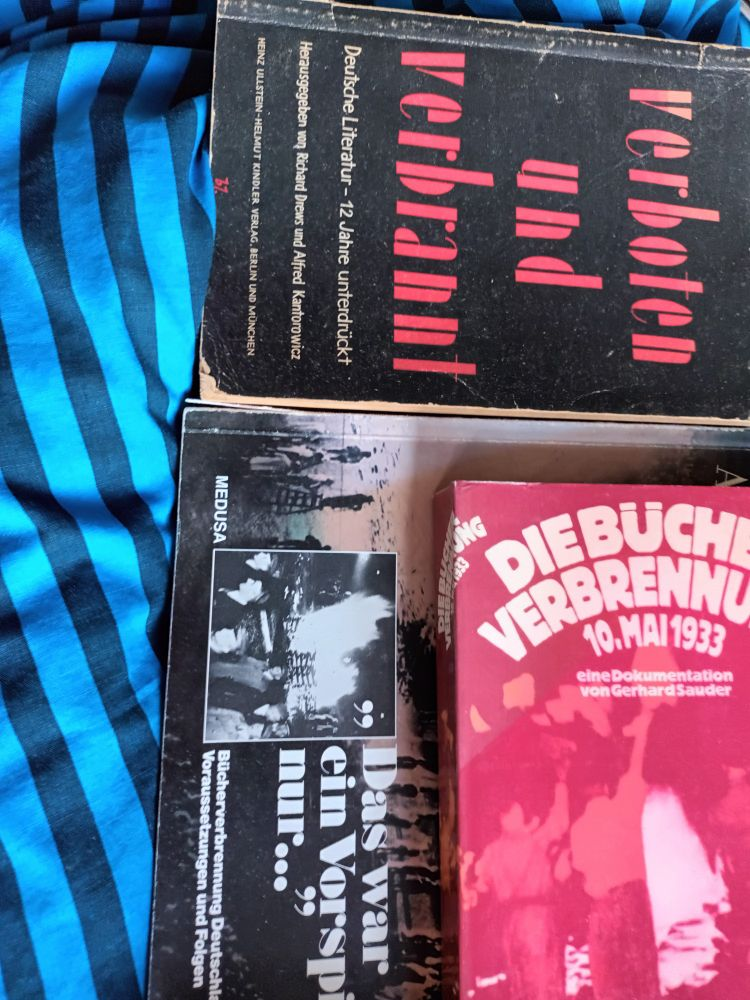 Verboten
und
Verbrannt
Deutsche Literatur – 12 Jahre unterdrückt
Herausgegeben von Richard Drews und Alfred Kantorowicz
HEINZ ULLSTEIN - HELMUT KINDLER VERLAG, BERLIN UND MÜNCHEN
MEDUSA
„Das war
ein Vorspi
nur..."
Bücherverbrennung Deutschla
Voraussetzungen und Folgen
DIE BÜCHE
VERBRENNU
10. MAI 1933
eine Dokumentation
von Gerhard Sauder